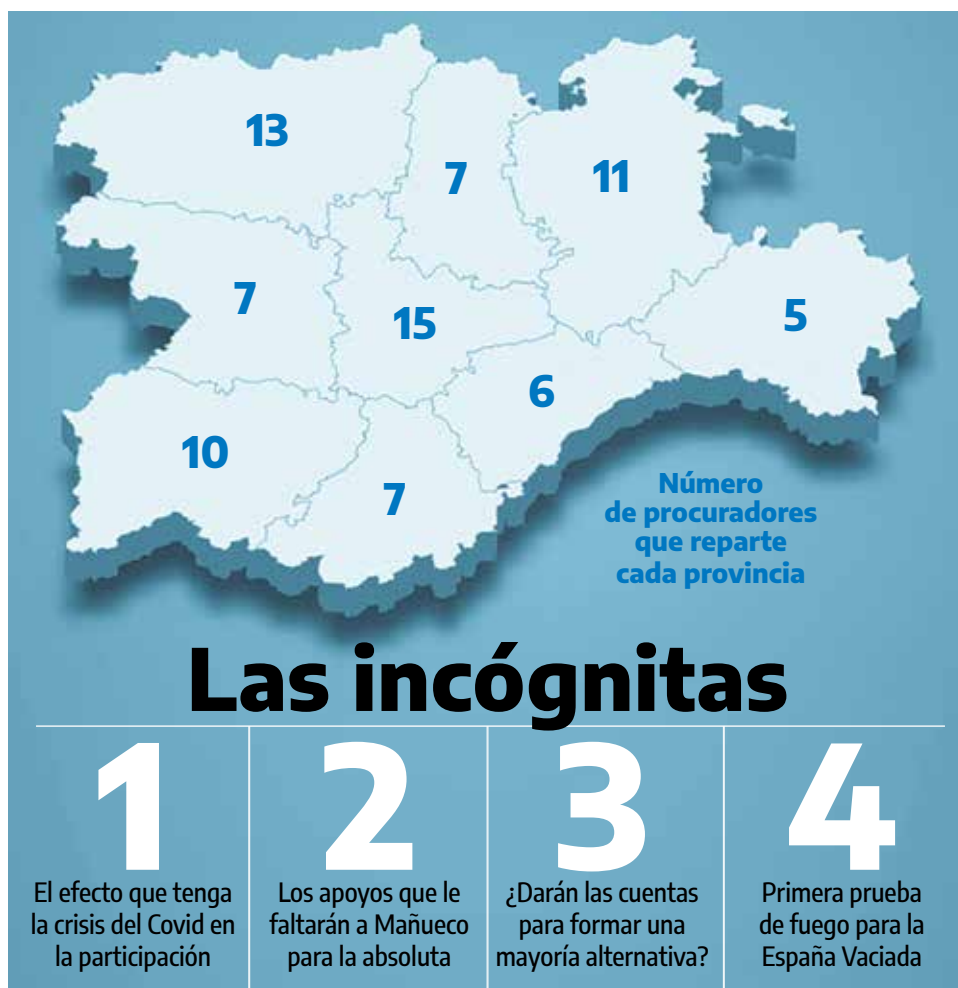 13
7
11
7
15
5
6
10
7
Número
de procuradores
que reparte
cada provincia
Las incógnitas
1
El efecto que tenga
la crisis del Covid en
la participación
2
Los apoyos que le
faltarán a Mañueco
para la absoluta
3
¿Darán las cuentas
para formar una
mayoría alternativa?
4
Primera prueba
de fuego para la
España Vaciada